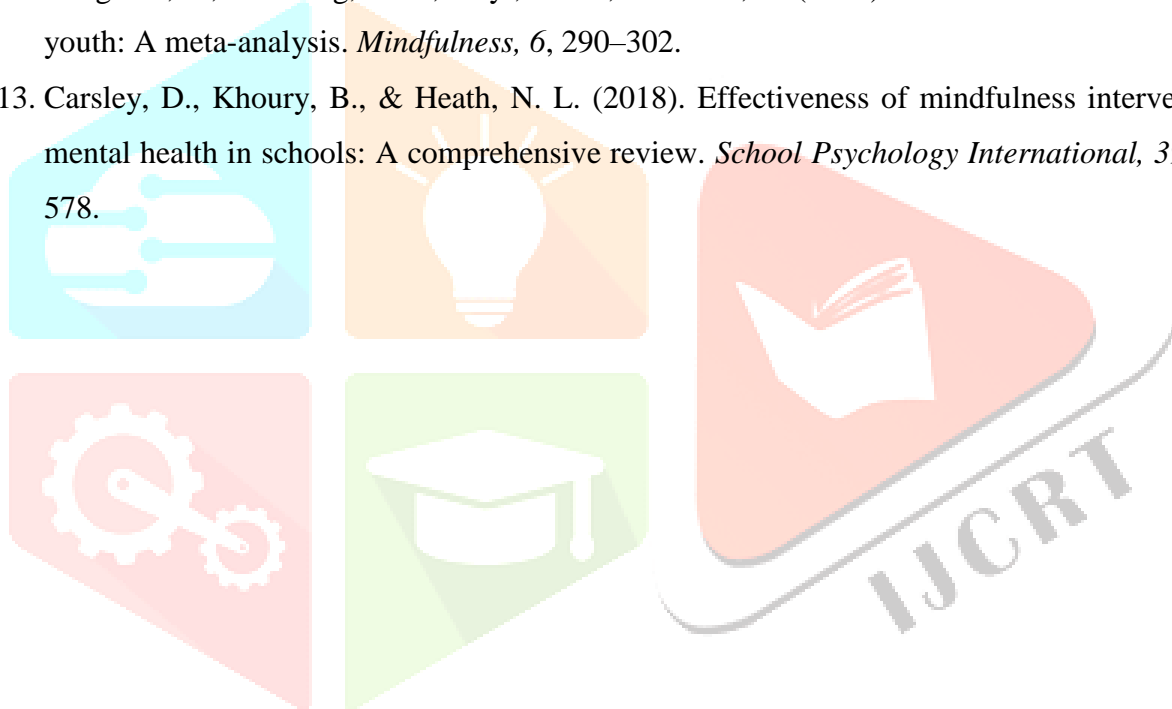 youth: A meta-analysis. Mindfulness, 6, 290–302.
13. Carsley, D., Khoury, B., & Heath, N. L. (2018). Effectiveness of mindfulness interve
mental health in schools: A comprehensive review. School Psychology International, 3
578.
IJCRT